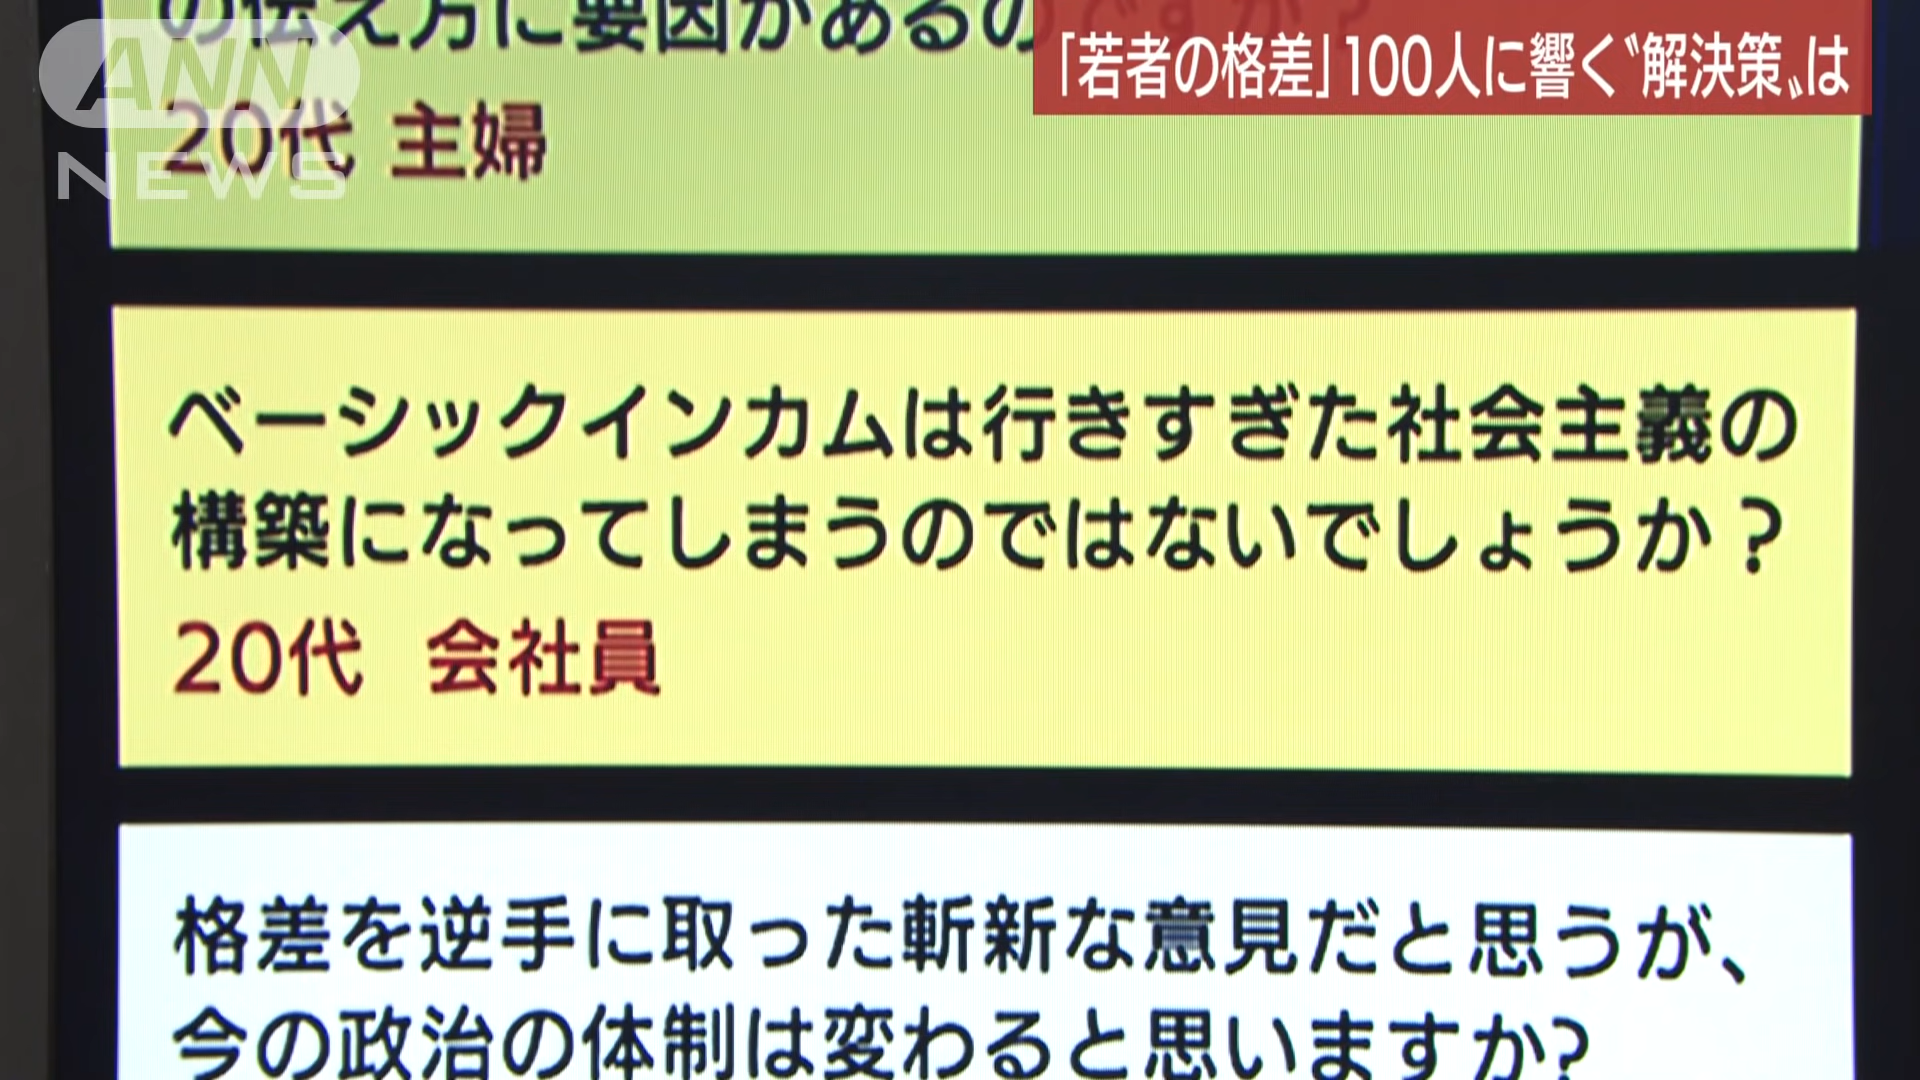 の伝え方に要因があるのですか?
「若者の格差」100人に響く〝解決策〟は
ANN
NEWS
20代 主婦
ベーシックインカムは行きすぎた社会主義の
構築になってしまうのではないでしょうか？
20代 会社員
格差を逆手に取った斬新な意見だと思うが、
今の政治の体制は変わると思いますか?